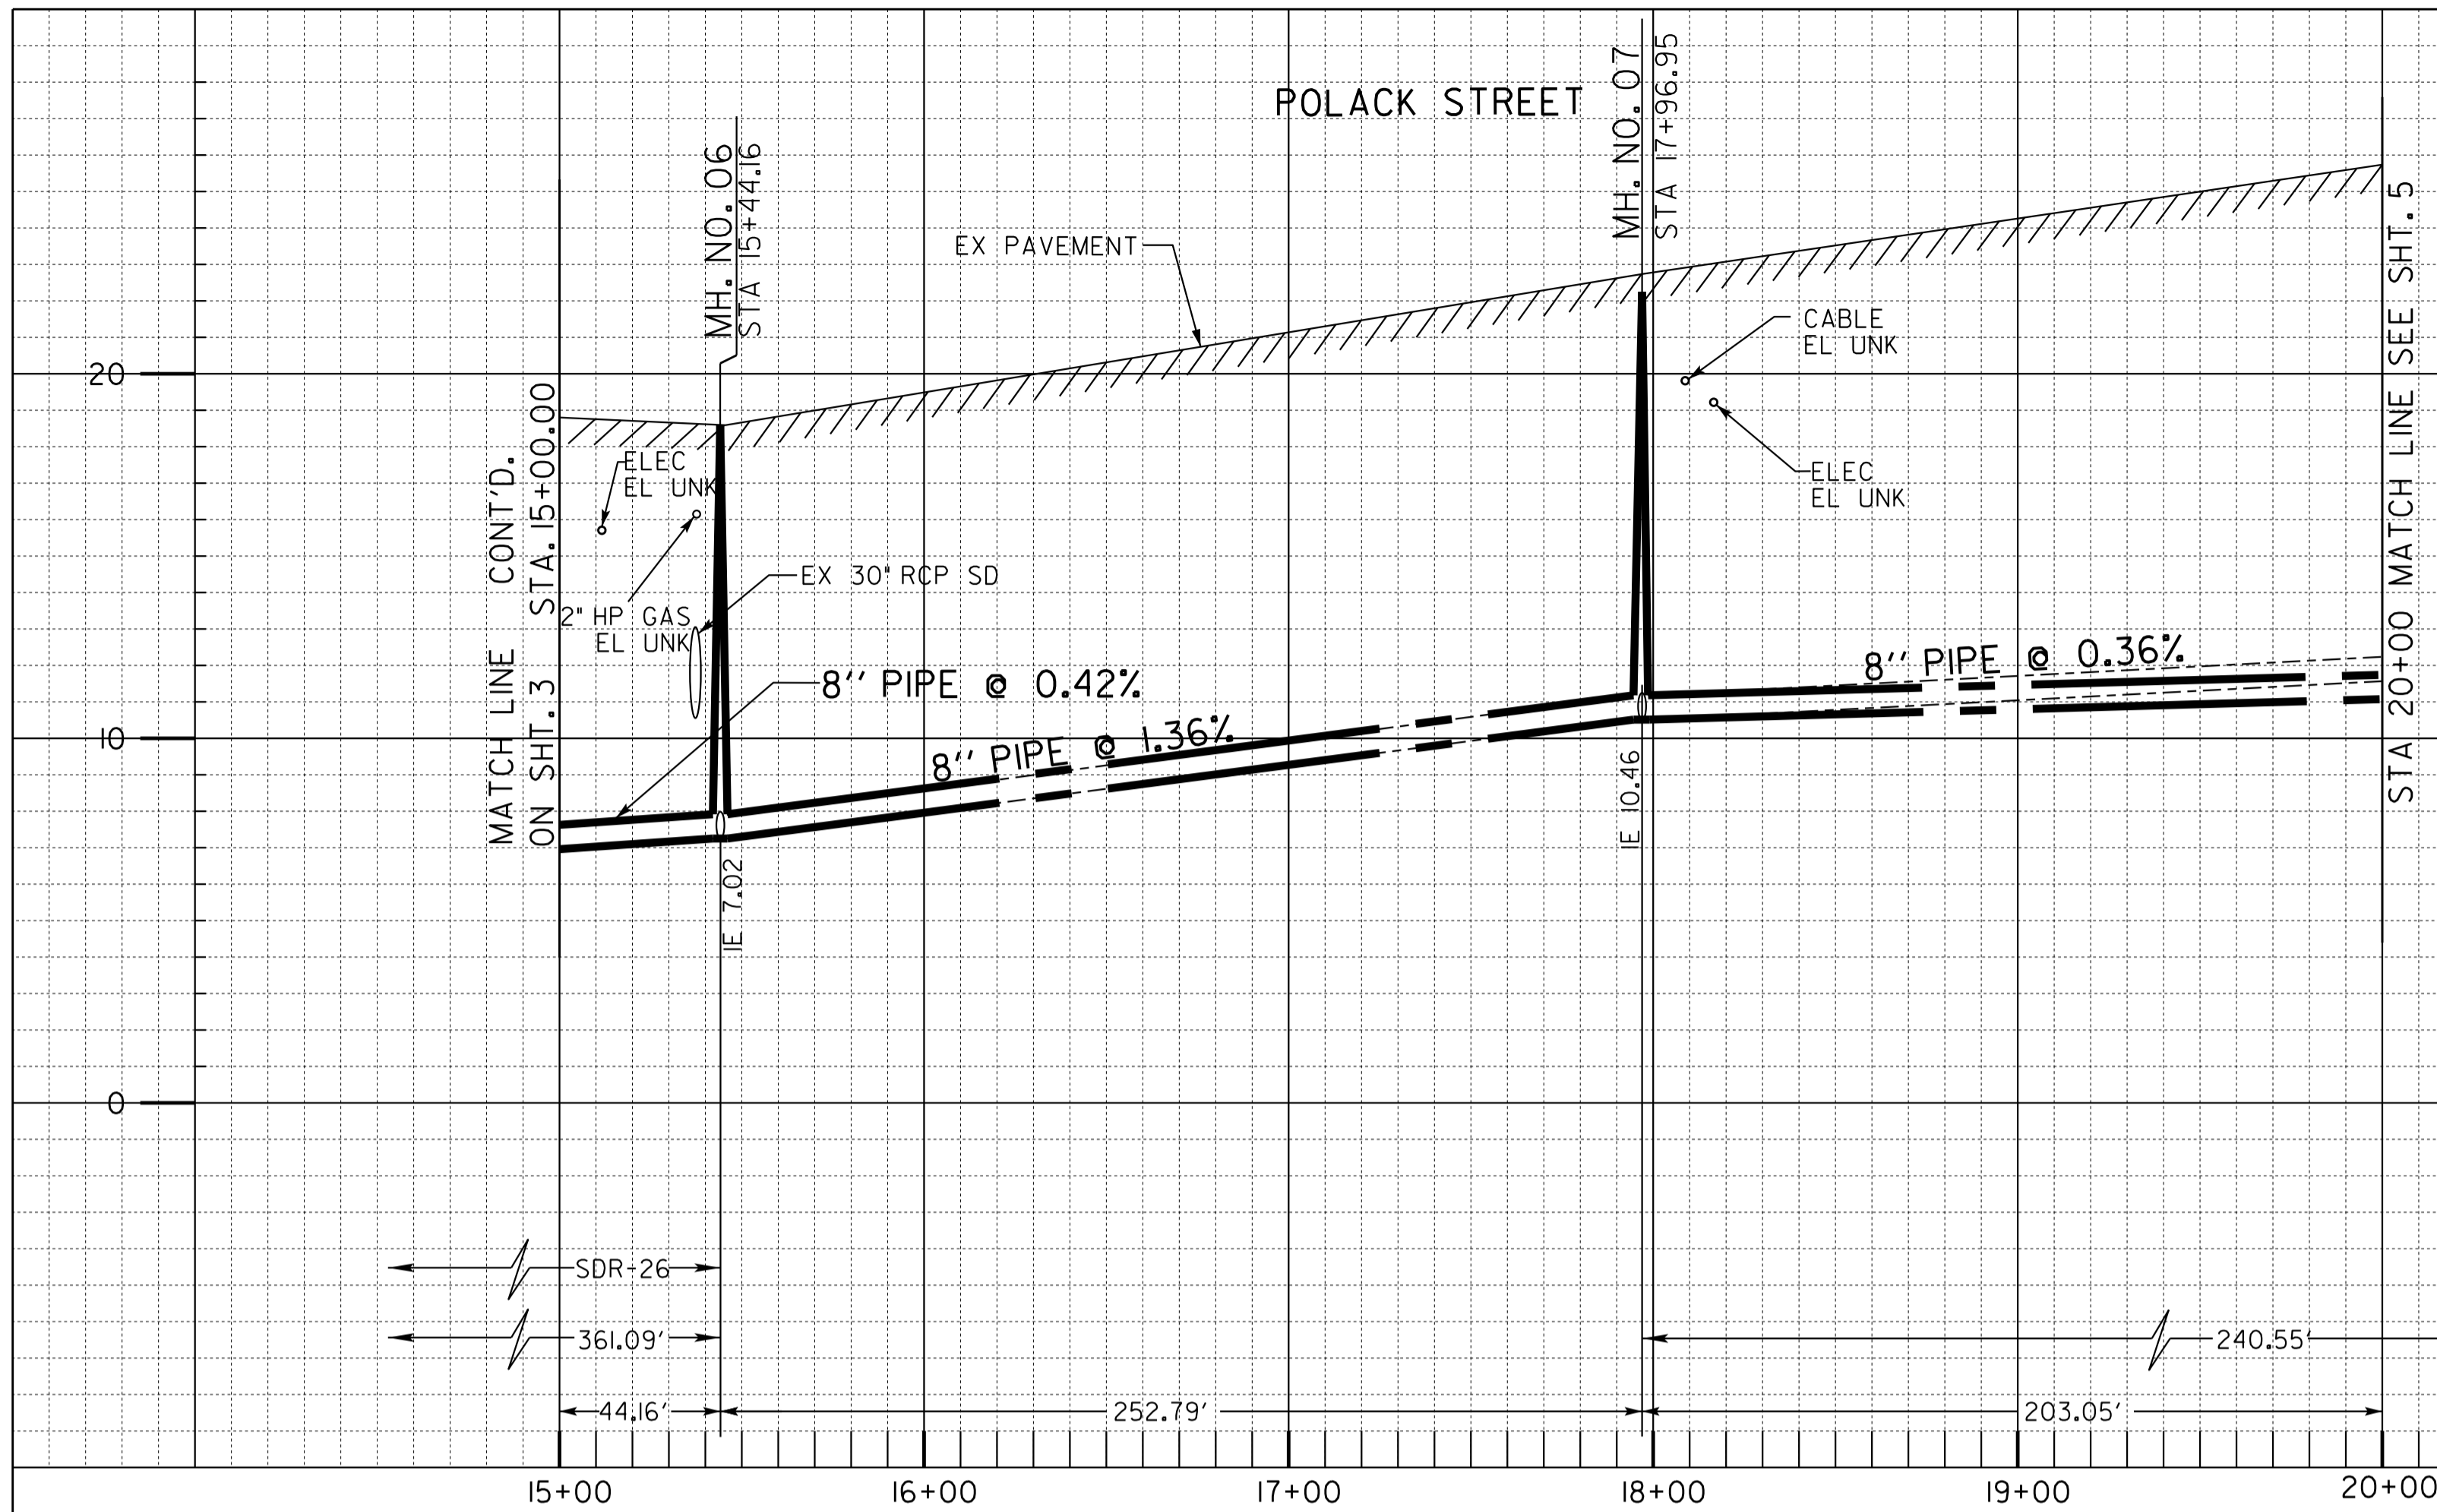 POLACK STREET
MH. NO. 06
STA 15+44.16
MH. NO. 07
STA 17+96.95
EX PAVEMENT
CABLE
EL UNK
ELEC
EL UNK
20
ELEC
EL UNK
2" HP GAS
EL UNK
EX 30" RCP SD
MATCH LINE CONT'D.
ON SHT. 3 STA. 15+00.00
8'' PIPE @ 0.42%
8'' PIPE @ 1.36%
8'' PIPE @ 0.36%
STA 20+00 MATCH LINE SEE SHT. 5
10
IE 7.02
IE 10.46
0
SDR-26
361.09'
240.55'
44.16'
252.79'
203.05'
15+00
16+00
17+00
18+00
19+00
20+00